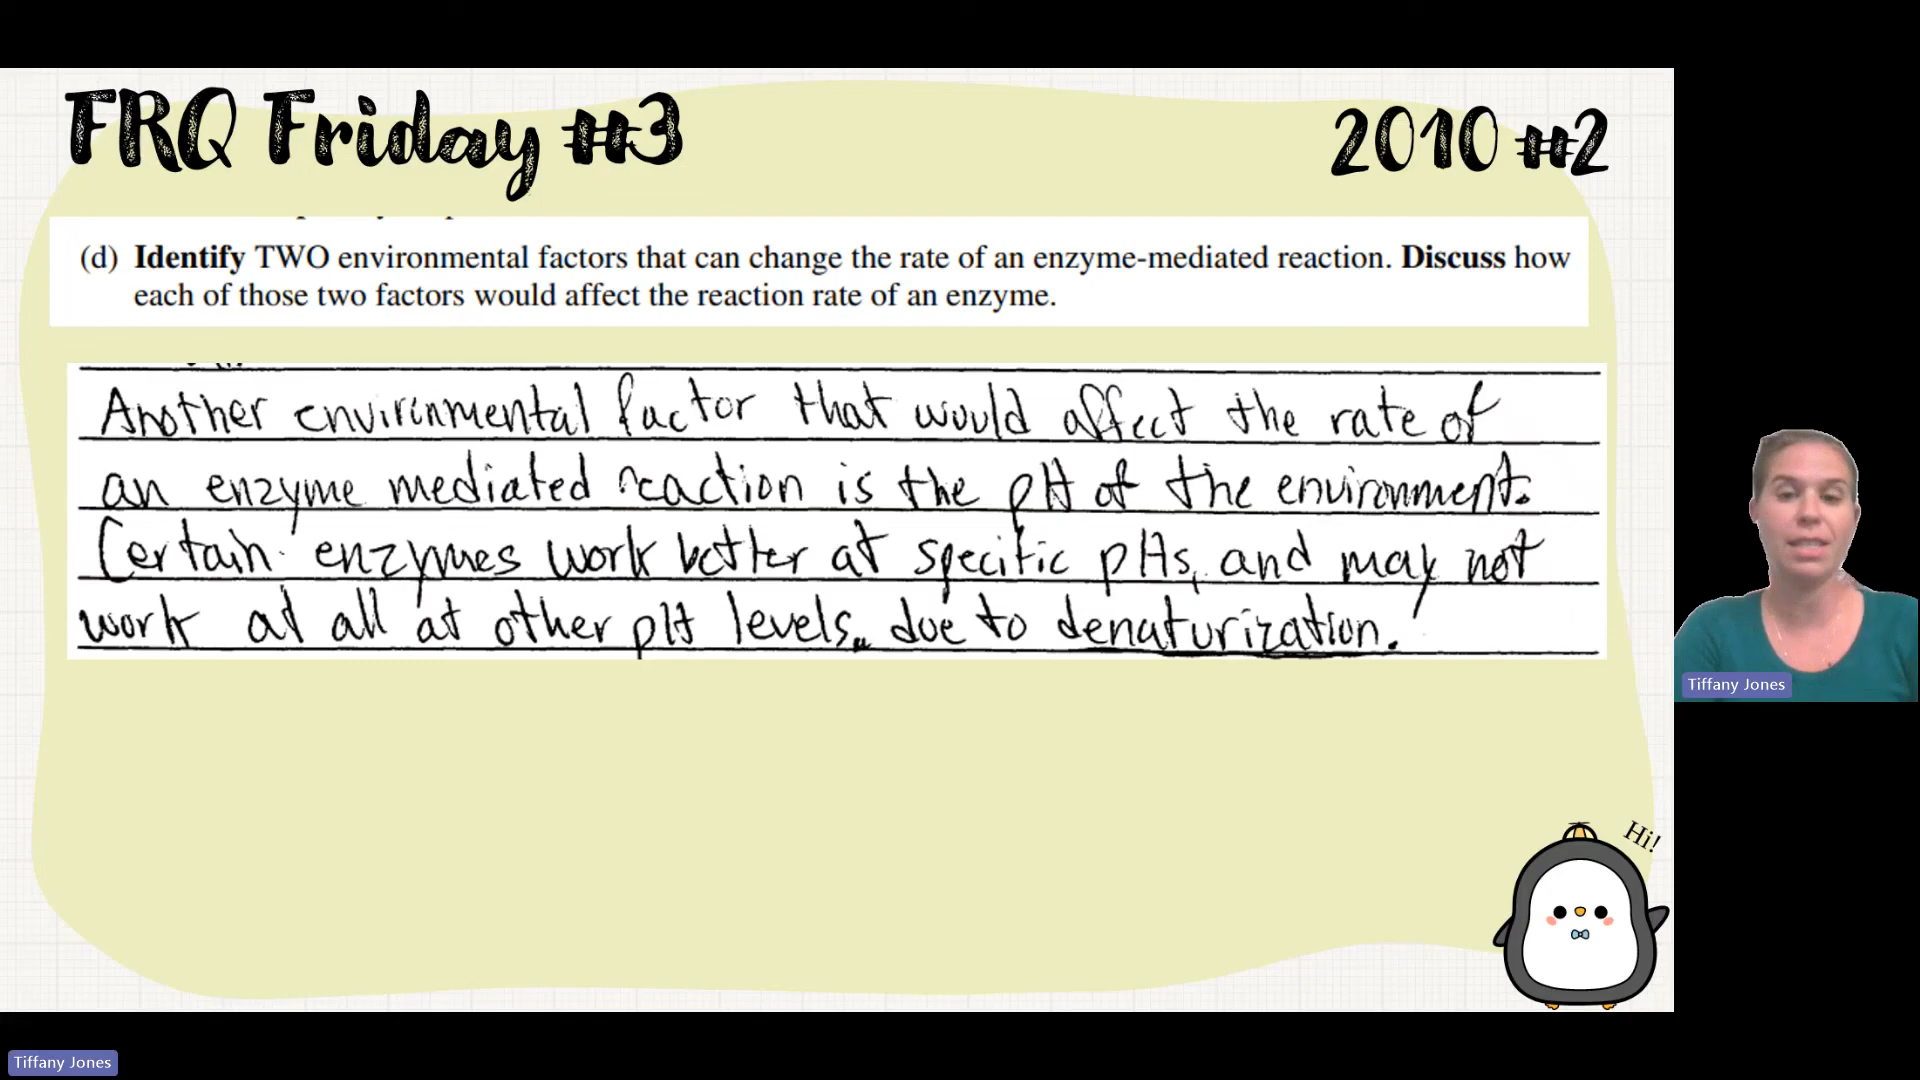 FRQ Friday #3
2010 #2
(d) Identify TWO environmental factors that can change the rate of an enzyme-mediated reaction. Discuss how
each of those two factors would affect the reaction rate of an enzyme.
Another environmental factor that would affect the rate of
an enzyme mediated reaction is the pH of the environment.
Certain enzymes work better at specific pHs, and may not
work at all at other pH levels. due to denaturization.
Hi!
Tiffany Jones
Tiffany Jones